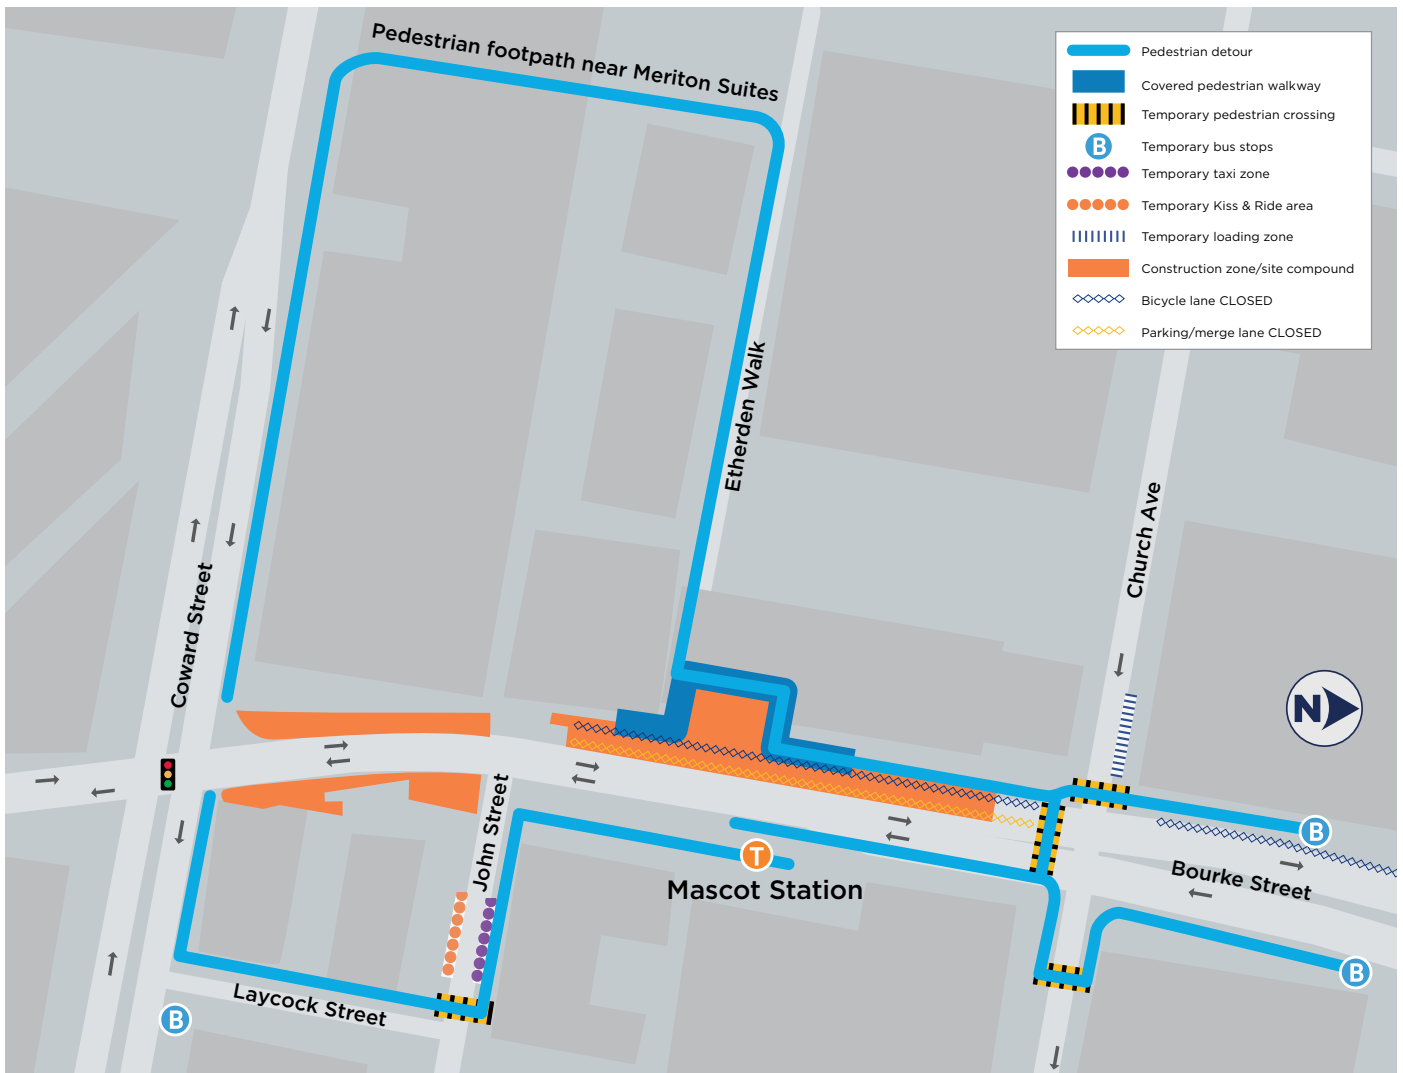 Pedestrian footpath near Meriton Suites
Pedestrian detour
Covered pedestrian walkway
Temporary pedestrian crossing
B
Temporary bus stops
Temporary taxi zone
Temporary Kiss & Ride area
Temporary loading zone
Construction zone/site compound
Bicycle lane CLOSED
Parking/merge lane CLOSED
Etherden Walk
Church Ave
Coward Street
N
John Street
B
T
Mascot Station
Bourke Street
B
Laycock Street
B